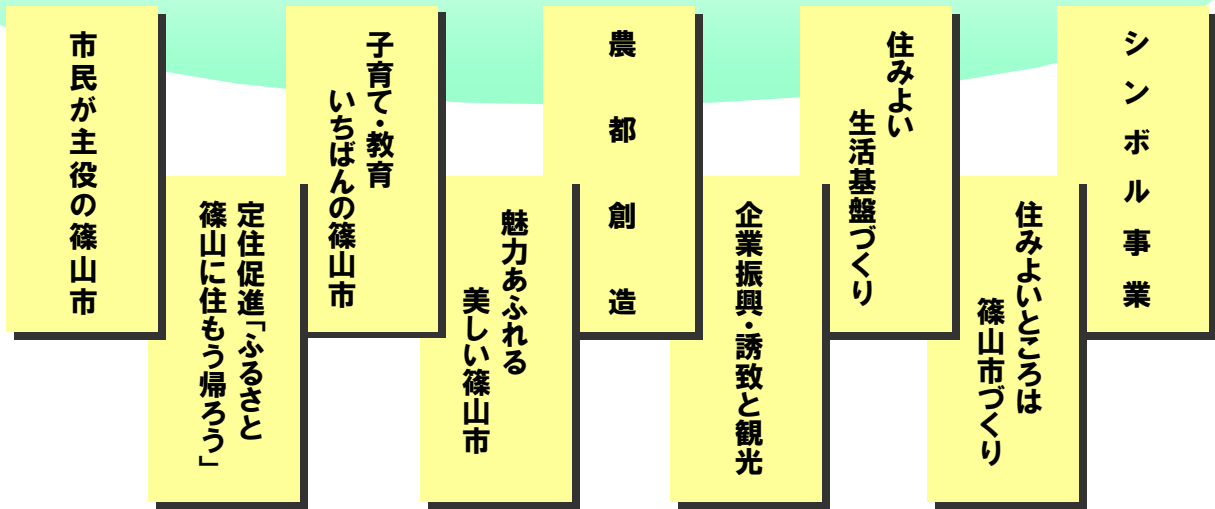 シンボル事業
住みよいところは
篠山市づくり
住みよい
生活基盤づくり
企業振興・誘致と観光
農都創造
魅力あふれる
美しい篠山市
子育て・教育
いちばんの篠山市
定住促進「ふるさと
篠山に住もう帰ろう」
市民が主役の篠山市